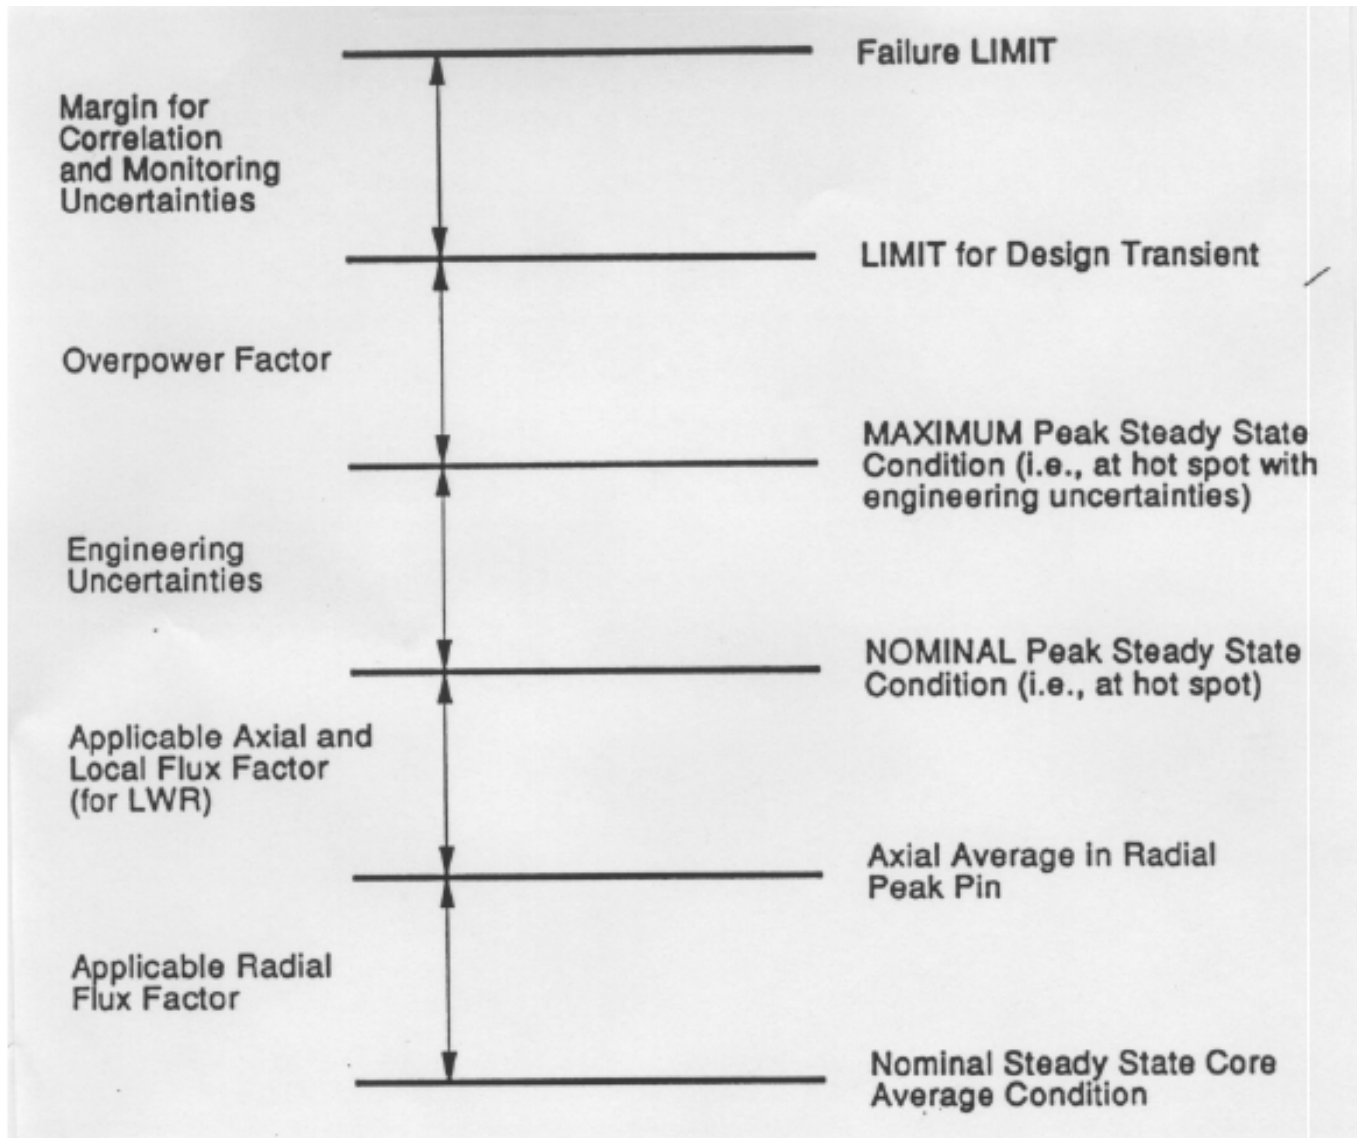 Failure LIMIT
Margin for
Correlation
and Monitoring
Uncertainties
LIMIT for Design Transient
Overpower Factor
MAXIMUM Peak Steady State
Condition (i.e., at hot spot with
engineering uncertainties)
Engineering
Uncertainties
NOMINAL Peak Steady State
Condition (i.e., at hot spot)
Applicable Axial and
Local Flux Factor
(for LWR)
Axial Average in Radial
Peak Pin
Applicable Radial
Flux Factor
Nominal Steady State Core
Average Condition